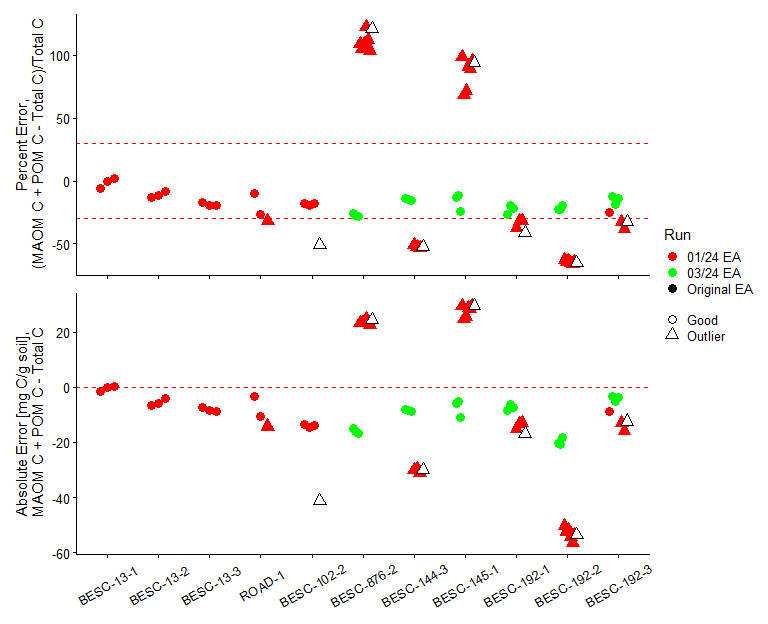 Percent Error,
(MAOM C + POM C - Total C)/Total C
100
50
0
-50
Absolute Error [mg C/g soil],
MAOM C + POM C - Total C
20
0
-20
-40
-60
BESC-13-1
BESC-13-2
BESC-13-3
ROAD-1
BESC-102-2
BESC-876-2
BESC-144-3
BESC-145-1
BESC-192-1
BESC-192-2
BESC-192-3
Run
01/24 EA
03/24 EA
Original EA
Good
Outlier